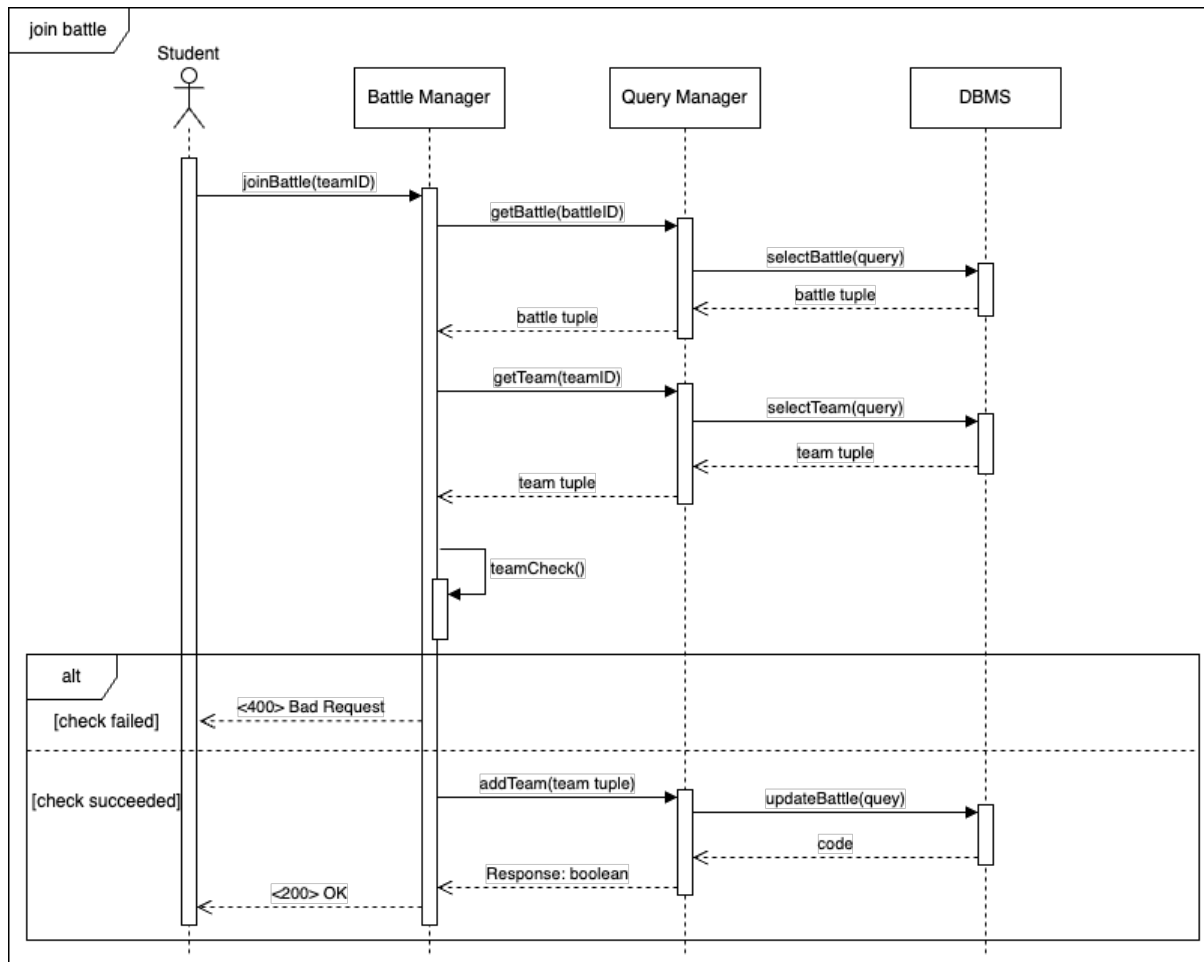 join battle
Student
Battle Manager
Query Manager
DBMS
joinBattle(teamID)
getBattle(battleID)
selectBattle(query)
battle tuple
battle tuple
getTeam(teamID)
selectTeam(query)
team tuple
team tuple
teamCheck()
alt
[check failed]
<400> Bad Request
[check succeeded]
addTeam(team tuple)
updateBattle(quey)
code
Response: boolean
<200> OK